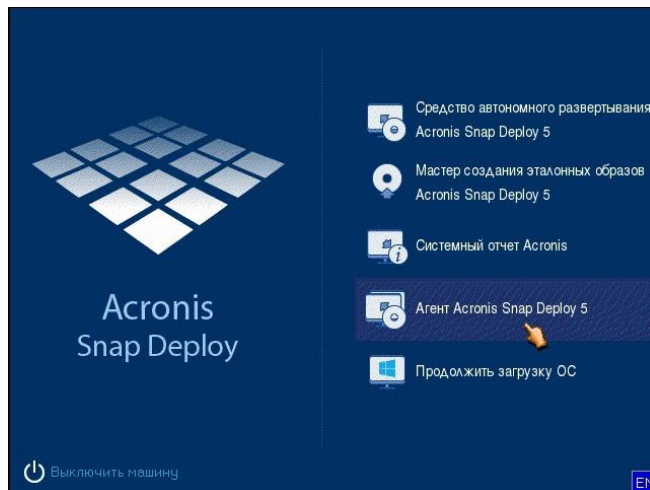 Acronis
Snap Deploy
Средство автономного развертывания
Acronis Snap Deploy 5
Мастер создания эталонных образов
Acronis Snap Deploy 5
Системный отчет Acronis
Агент Acronis Snap Deploy 5
Продолжить загрузку ОС
Выключить машину
EN